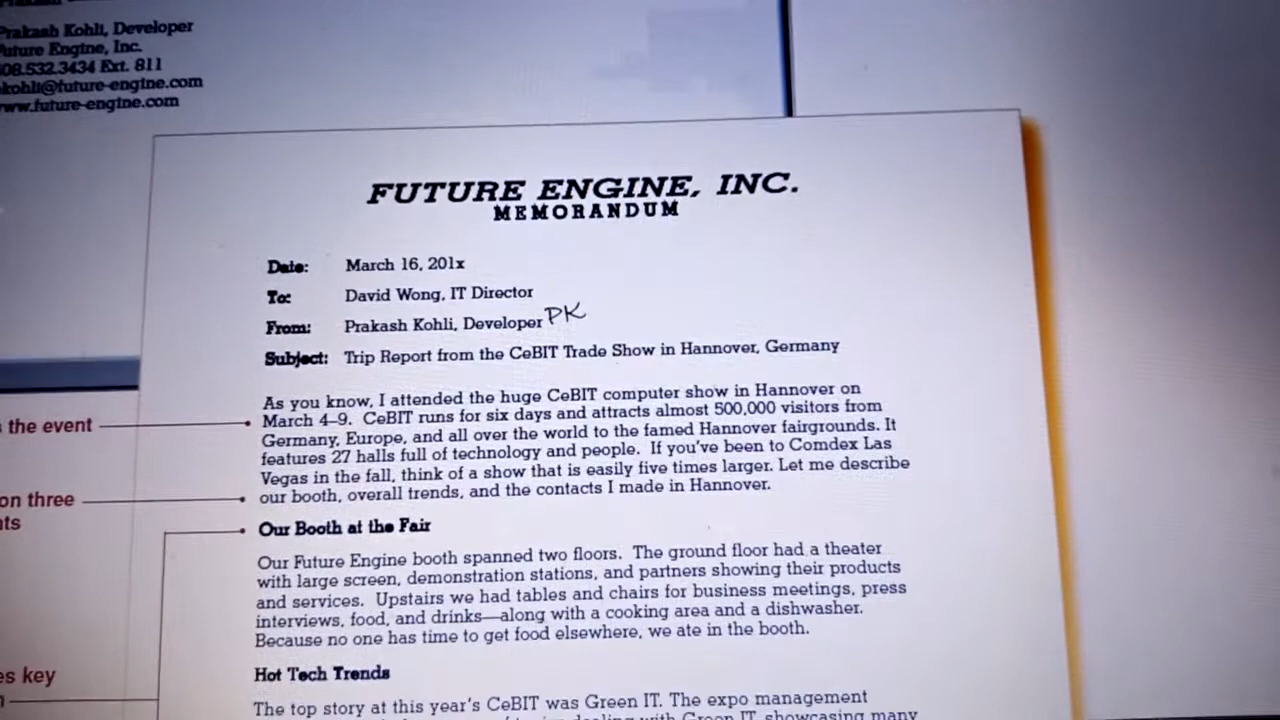 Prakash Kohli, Developer
Future Engine, Inc.
408.532.3434 Ext. 811
pkohli@future-engine.com
www.future-engine.com
FUTURE ENGINE, INC.
MEMORANDUM
Date: March 16, 201x
To: David Wong, IT Director
From: Prakash Kohli, Developer PK
Subject: Trip Report from the CeBIT Trade Show in Hannover, Germany
As you know, I attended the huge CeBIT computer show in Hannover on
the event March 4–9. CeBIT runs for six days and attracts almost 500,000 visitors from
Germany, Europe, and all over the world to the famed Hannover fairgrounds. It
features 27 halls full of technology and people. If you've been to Comdex Las
Vegas in the fall, think of a show that is easily five times larger. Let me describe
on three our booth, overall trends, and the contacts I made in Hannover.
Our Booth at the Fair
Our Future Engine booth spanned two floors. The ground floor had a theater
with large screen, demonstration stations, and partners showing their products
and services. Upstairs we had tables and chairs for business meetings, press
interviews, food, and drinks—along with a cooking area and a dishwasher.
Because no one has time to get food elsewhere, we ate in the booth.
key Hot Tech Trends
The top story at this year's CeBIT was Green IT. The expo management
dealing with Green IT, showcasing many